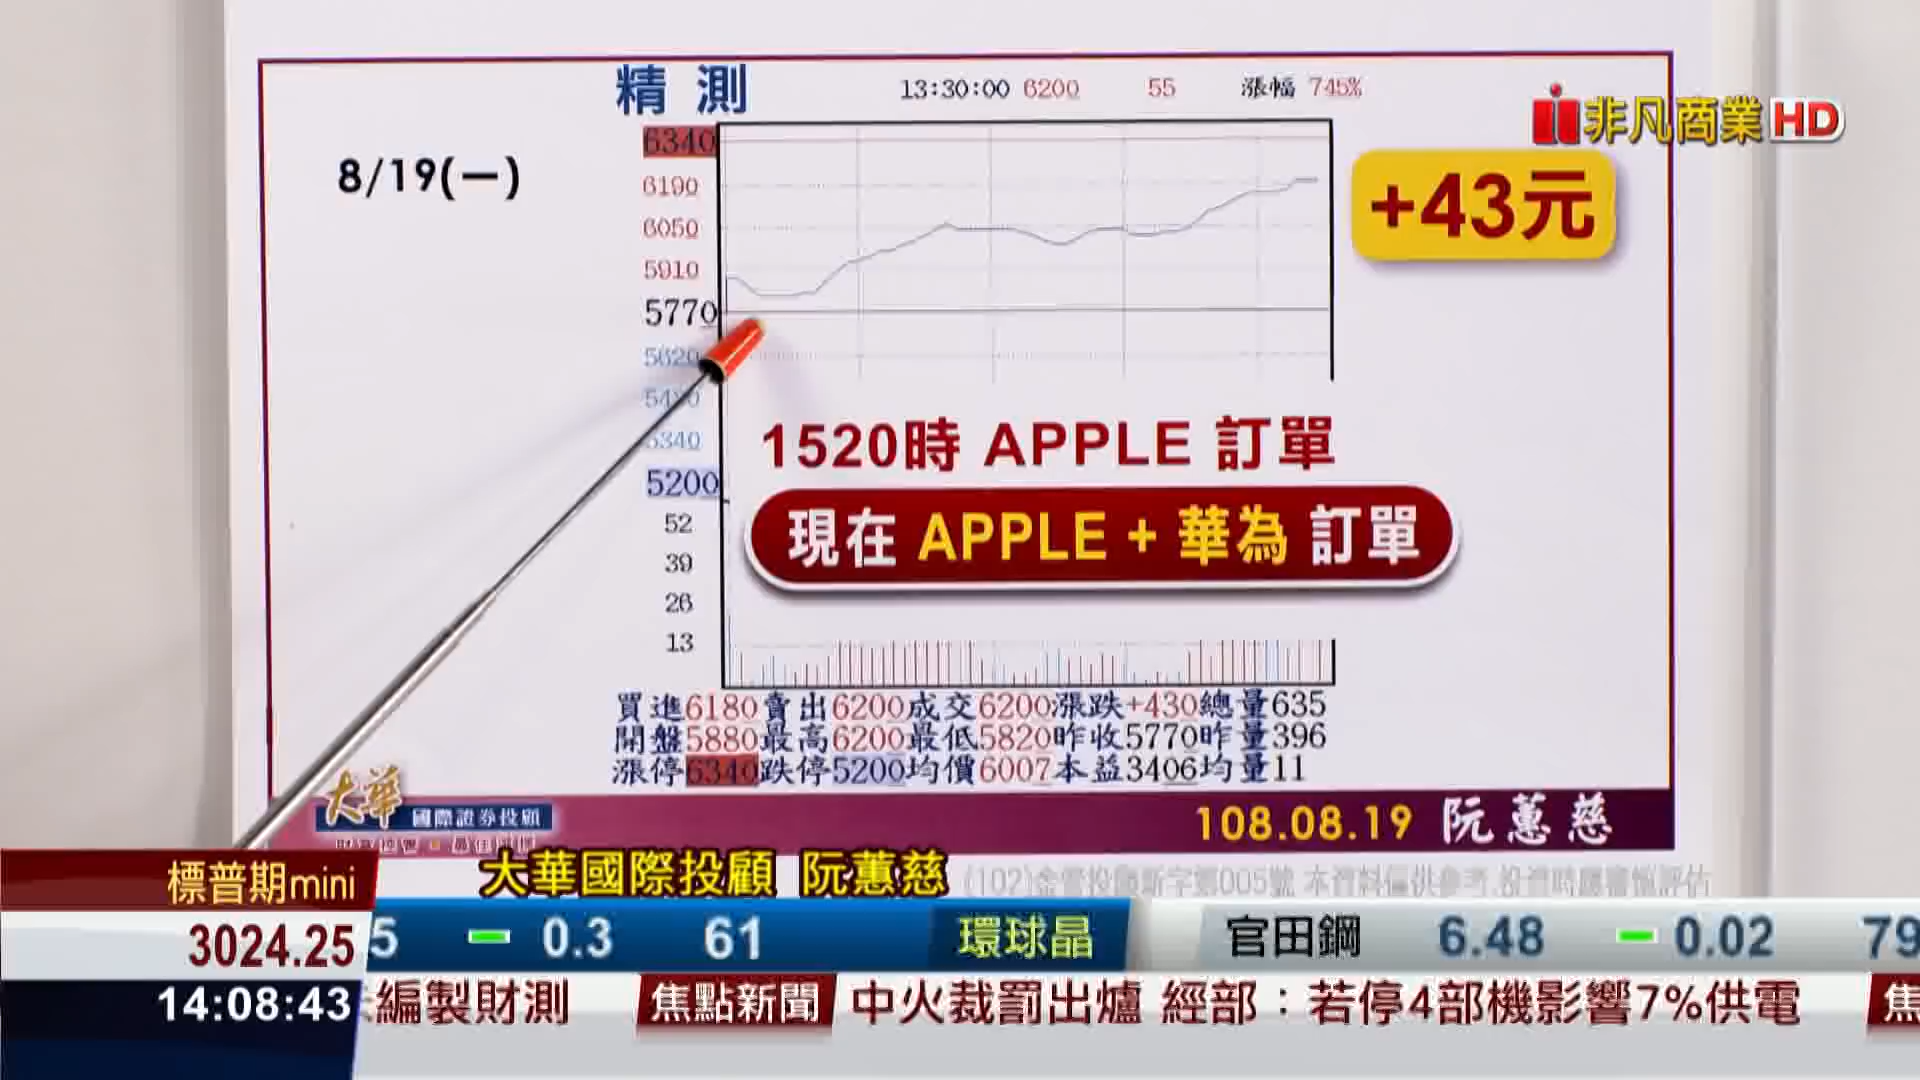 精測 13:30:00 6200 55 漲幅 745%
非凡商業HD
8/19(一)
+43元
6340
6190
6050
5910
5770
5620
5340
5200
52
39
26
13
1520時 APPLE 訂單
現在 APPLE + 華為 訂單
買進6180賣出6200成交6200漲跌+430總量635
開盤5880最高6200最低5820昨收5770昨量396
漲停6340跌停5200均價6007本益3406均量11
大華
國際證券投顧
108.08.19 阮蕙慈
大華國際投顧 阮蕙慈
標普期mini
3024.25
14:08:43
5 0.3 61 環球晶 官田鋼 6.48 0.02 79
編製財測 焦點新聞 中火裁罰出爐 經部：若停4部機影響7%供電 焦